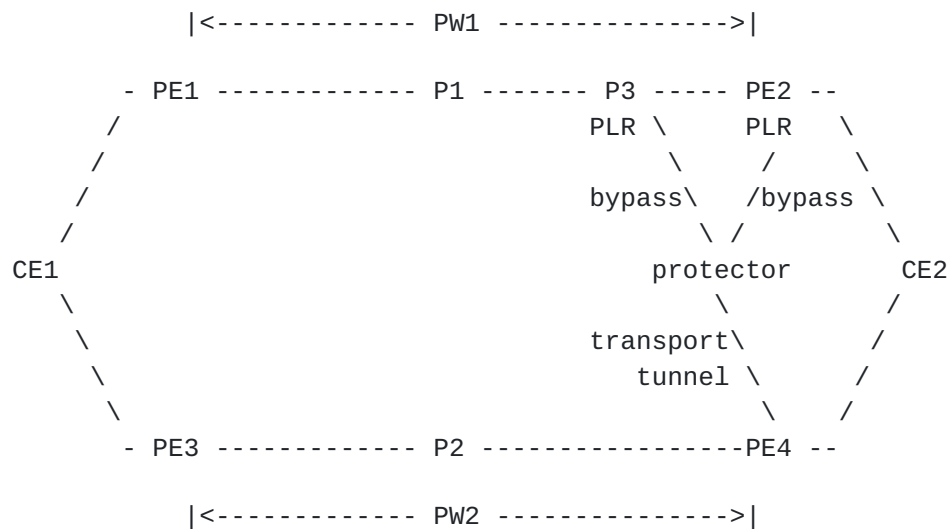 |<------------- PW1 --------------->|
- PE1 ------------- P1 ------- P3 ----- PE2 --
/ PLR \ PLR \
/ \ / \
/ bypass\ /bypass \
/ \ / \
CE1 protector CE2
\ \ /
\ transport\ /
\ tunnel \ /
\ \ /
- PE3 ------------- P2 -----------------PE4 --
|<------------- PW2 --------------->|